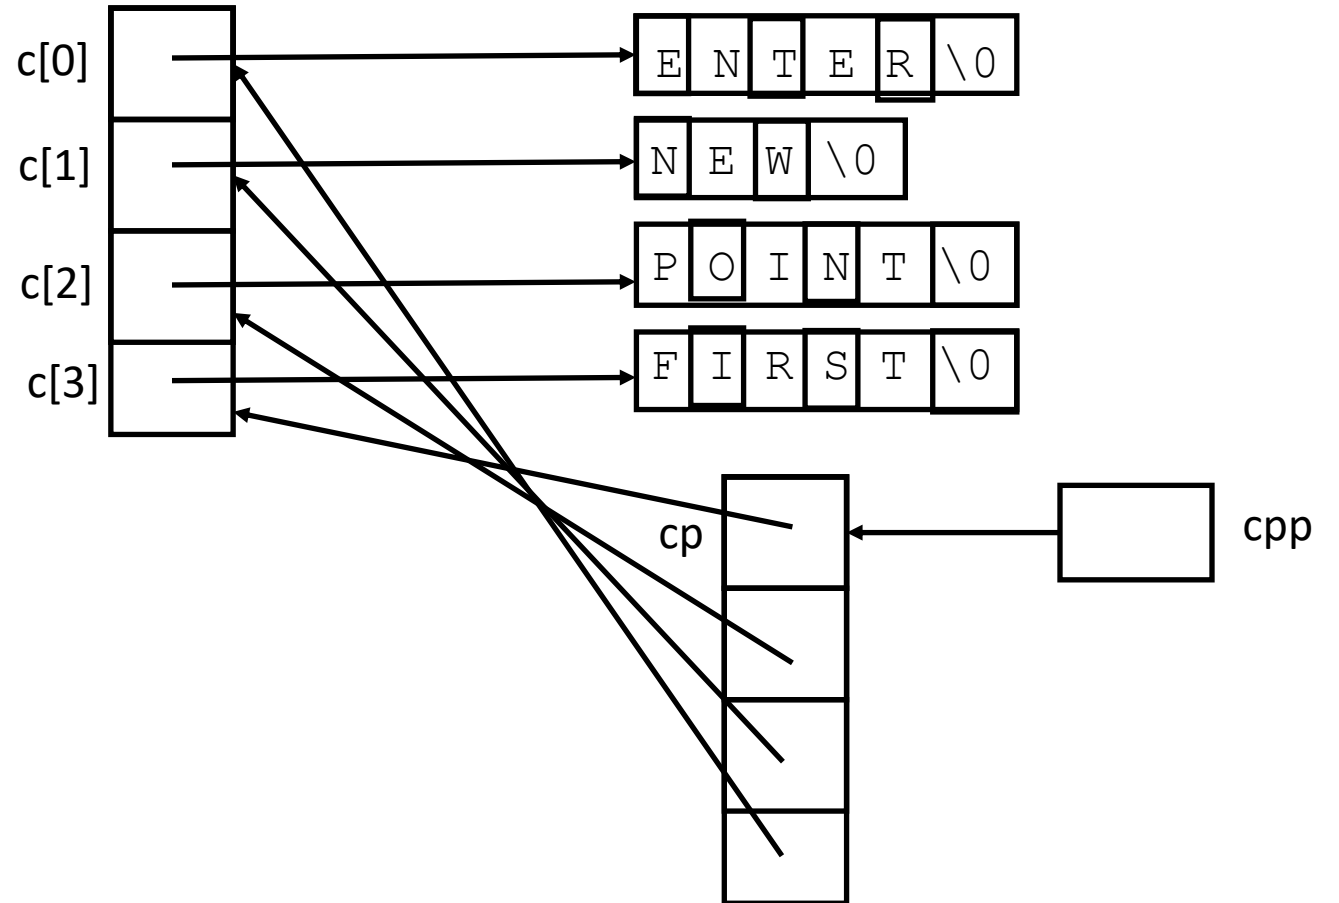 c[0] E N T E R \0
c[1] N E W \0
c[2] P O I N T \0
c[3] F I R S T \0
cp cpp